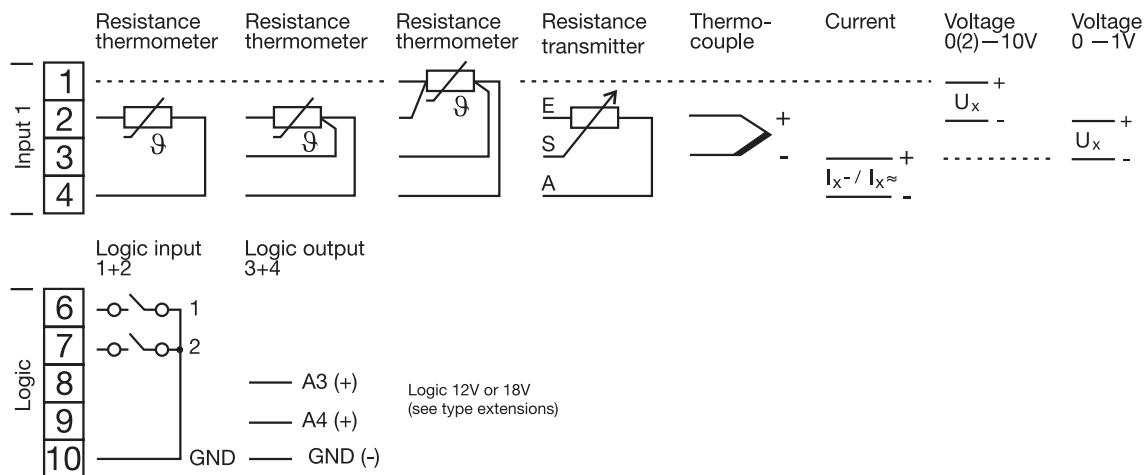 Resistance thermometer
Resistance thermometer
Resistance thermometer
Resistance transmitter
Thermo-
couple
Current
Voltage
0(2)—10V
Voltage
0 —1V
Input 1
1
2
3
4
ϑ
ϑ
ϑ
E
S
A
+
-
+
Ix- / Ix≈
-
+
Ux
-
+
Ux
-
Logic input
1+2
Logic output
3+4
Logic
6
7
8
9
10
1
2
GND
A3 (+)
A4 (+)
GND (-)
Logic 12V or 18V
(see type extensions)